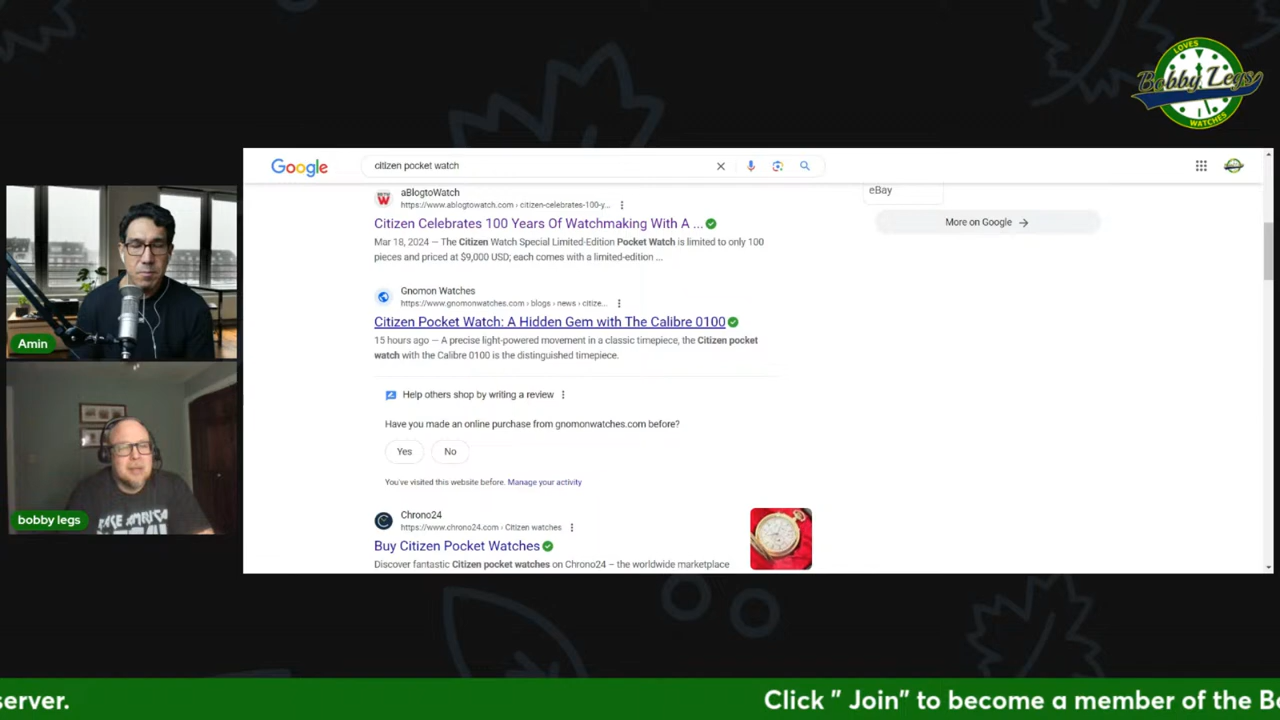 LOVES
Bobby Legs
WATCHES
Google
citizen pocket watch
aBlogtoWatch
https://www.ablogtowatch.com › citizen-celebrates-100-y...
Citizen Celebrates 100 Years Of Watchmaking With A ...
Mar 18, 2024 — The Citizen Watch Special Limited-Edition Pocket Watch is limited to only 100
pieces and priced at $9,000 USD; each comes with a limited-edition ...
eBay
More on Google →
Gnomon Watches
https://www.gnomonwatches.com › blogs › news › citize...
Citizen Pocket Watch: A Hidden Gem with The Calibre 0100
15 hours ago — A precise light-powered movement in a classic timepiece, the Citizen pocket
watch with the Calibre 0100 is the distinguished timepiece.
Help others shop by writing a review
Have you made an online purchase from gnomonwatches.com before?
Yes
No
You've visited this website before. Manage your activity
Chrono24
https://www.chrono24.com › Citizen watches
Buy Citizen Pocket Watches
Discover fantastic Citizen pocket watches on Chrono24 – the worldwide marketplace
Amin
bobby legs
server.
Click " Join" to become a member of the Bo